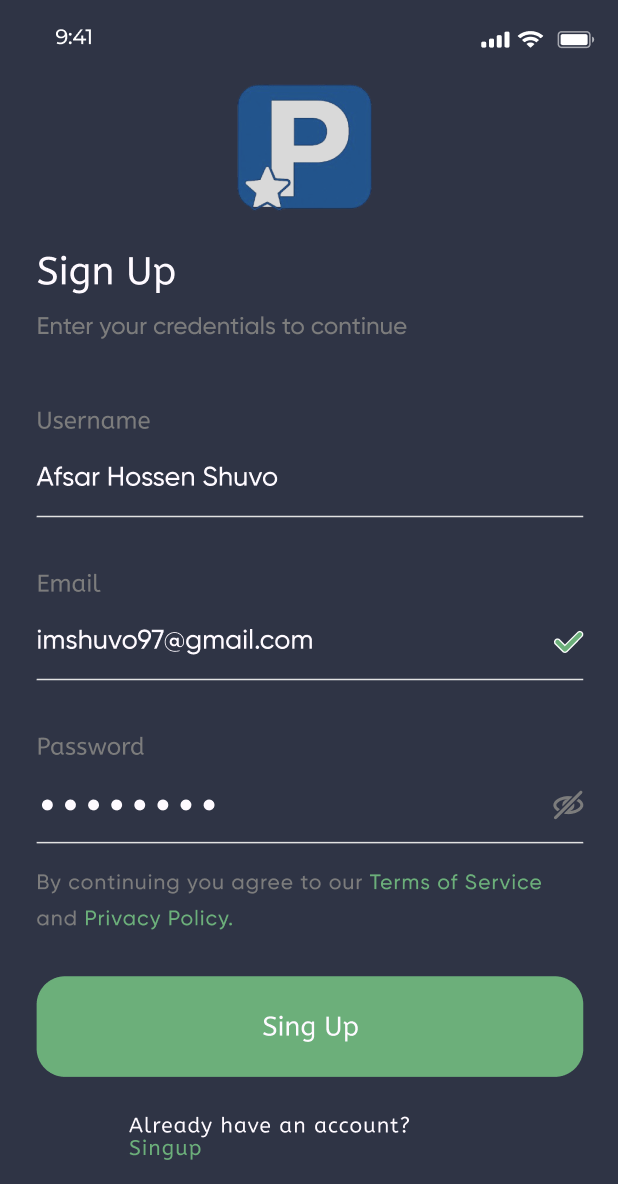 9:41
P
Sign Up
Enter your credentials to continue
Username
Afsar Hossen Shuvo
Email
imshuvo97@gmail.com
Password
••••••••
By continuing you agree to our Terms of Service
and Privacy Policy.
Sing Up
Already have an account?
Singup